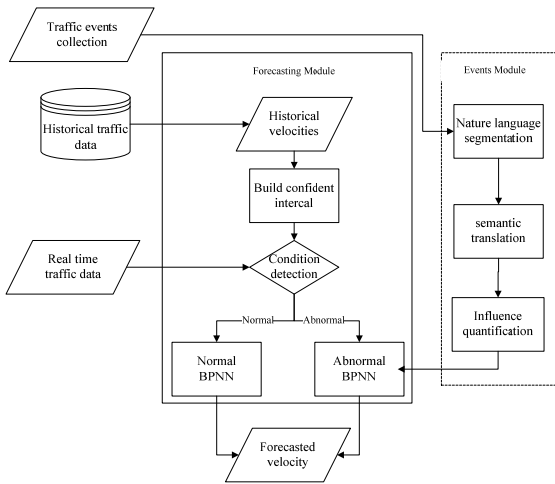 Traffic events
collection
Forecasting Module
Events Module
Historical traffic
data
Historical
velocities
Nature language
segmentation
Build confident
intercal
semantic
translation
Real time
traffic data
Condition
detection
Influence
quantification
Normal
Abnormal
Normal
BPNN
Abnormal
BPNN
Forecasted
velocity